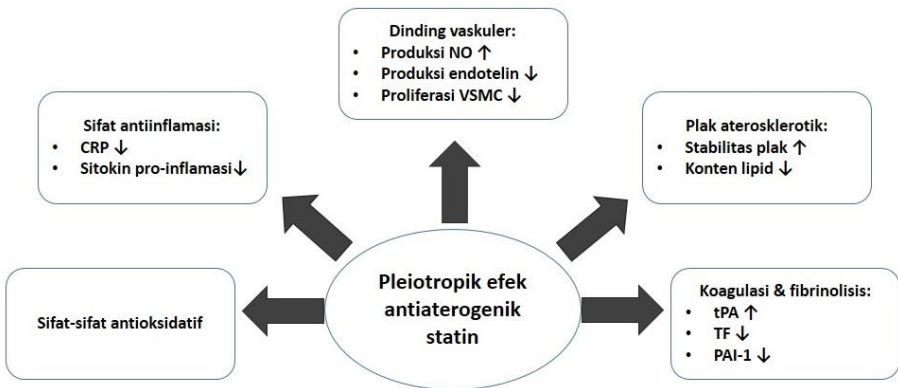 Dinding vaskuler:
• Produksi NO ↑
• Produksi endotelin ↓
• Proliferasi VSMC ↓
Sifat antiinflamasi:
• CRP ↓
• Sitokin pro-inflamasi↓
Plak aterosklerotik:
• Stabilitas plak ↑
• Konten lipid ↓
Sifat-sifat antioksidatif
Pleiotropik efek
antiaterogenik
statin
Koagulasi & fibrinolisis:
• tPA ↑
• TF ↓
• PAI-1 ↓